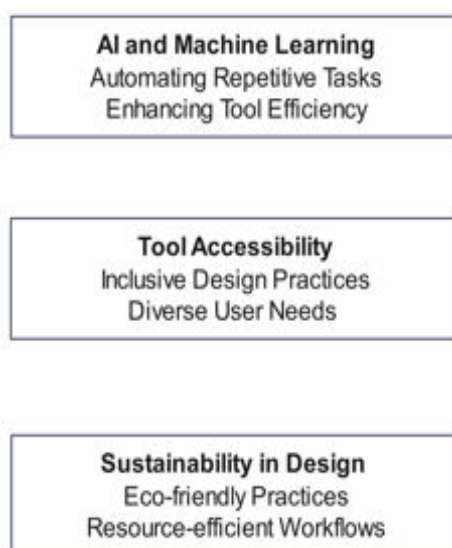 AI and Machine Learning
Automating Repetitive Tasks
Enhancing Tool Efficiency
Tool Accessibility
Inclusive Design Practices
Diverse User Needs
Sustainability in Design
Eco-friendly Practices
Resource-efficient Workflows